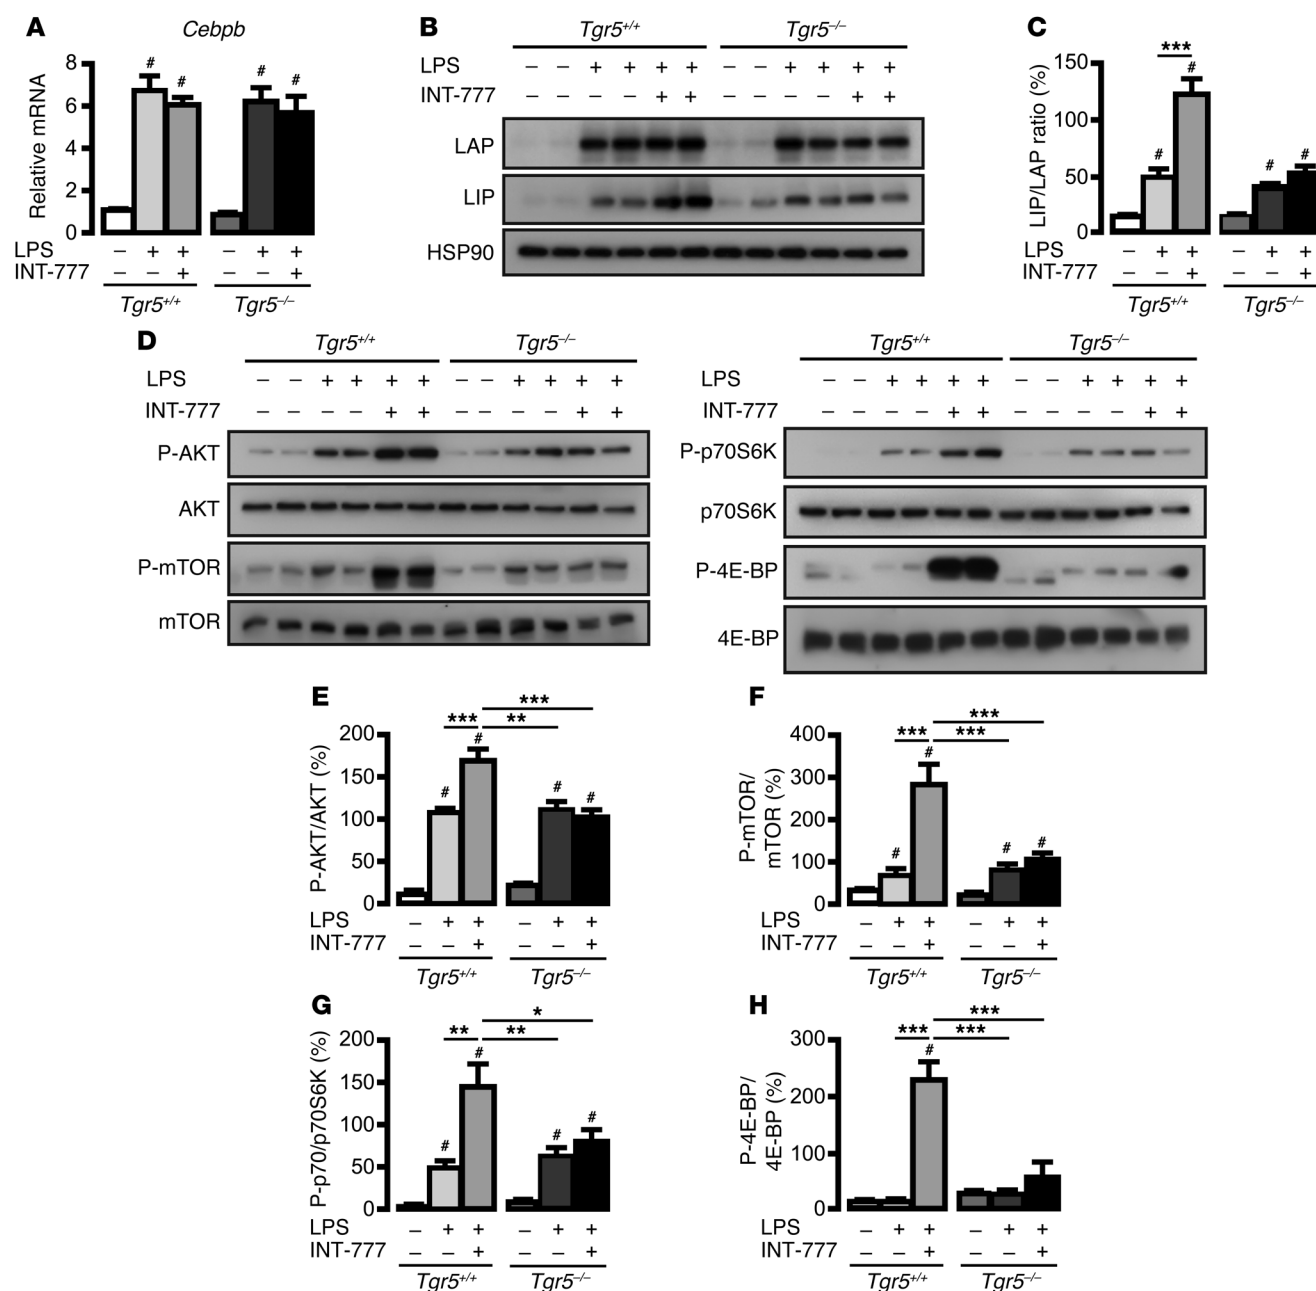 A
Cebpb
8
6
4
2
0
Relative mRNA
#
#
#
#
LPS – + + – + +
INT-777 – – + – – +
Tgr5+/+ Tgr5–/–
B
Tgr5+/+ Tgr5–/–
LPS – – + + + + – – + + + +
INT-777 – – – – + + – – – – + +
LAP
LIP
HSP90
C
150
100
50
0
LIP/LAP ratio (%)
***
#
#
#
#
LPS – + + – + +
INT-777 – – + – – +
Tgr5+/+ Tgr5–/–
D
Tgr5+/+ Tgr5–/–
LPS – – + + + + – – + + + +
INT-777 – – – – + + – – – – + +
P-AKT
AKT
P-mTOR
mTOR
Tgr5+/+ Tgr5–/–
LPS – – + + + + – – + + + +
INT-777 – – – – + + – – – – + +
P-p70S6K
p70S6K
P-4E-BP
4E-BP
E
200
150
100
50
0
P-AKT/AKT (%)
***
*** **
#
#
#
#
LPS – + + – + +
INT-777 – – + – – +
Tgr5+/+ Tgr5–/–
F
400
300
200
100
0
P-mTOR/
mTOR (%)
***
*** ***
#
#
#
#
LPS – + + – + +
INT-777 – – + – – +
Tgr5+/+ Tgr5–/–
G
200
150
100
50
0
P-p70/p70S6K (%)
*
** **
#
#
#
#
LPS – + + – + +
INT-777 – – + – – +
Tgr5+/+ Tgr5–/–
H
300
200
100
0
P-4E-BP/
4E-BP (%)
***
*** ***
#
LPS – + + – + +
INT-777 – – + – – +
Tgr5+/+ Tgr5–/–